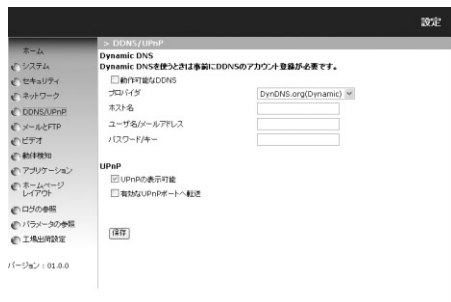 設定
ホーム
システム
セキュリティ
ネットワーク
DDNS/UPnP
メールとFTP
ビデオ
動体検知
アプリケーション
ホームページ
レイアウト
ログの参照
パラメータの参照
工場出荷設定
バージョン : 01.0.0
> DDNS/UPnP
Dynamic DNS
Dynamic DNSを使うときは事前にDDNSのアカウント登録が必要です。
動作可能なDDNS
プロバイダ
DynDNS.org(Dynamic)
ホスト名
ユーザ名/メールアドレス
パスワード/キー
UPnP
UPnPの表示可能
有効なUPnPポートへ転送
保存